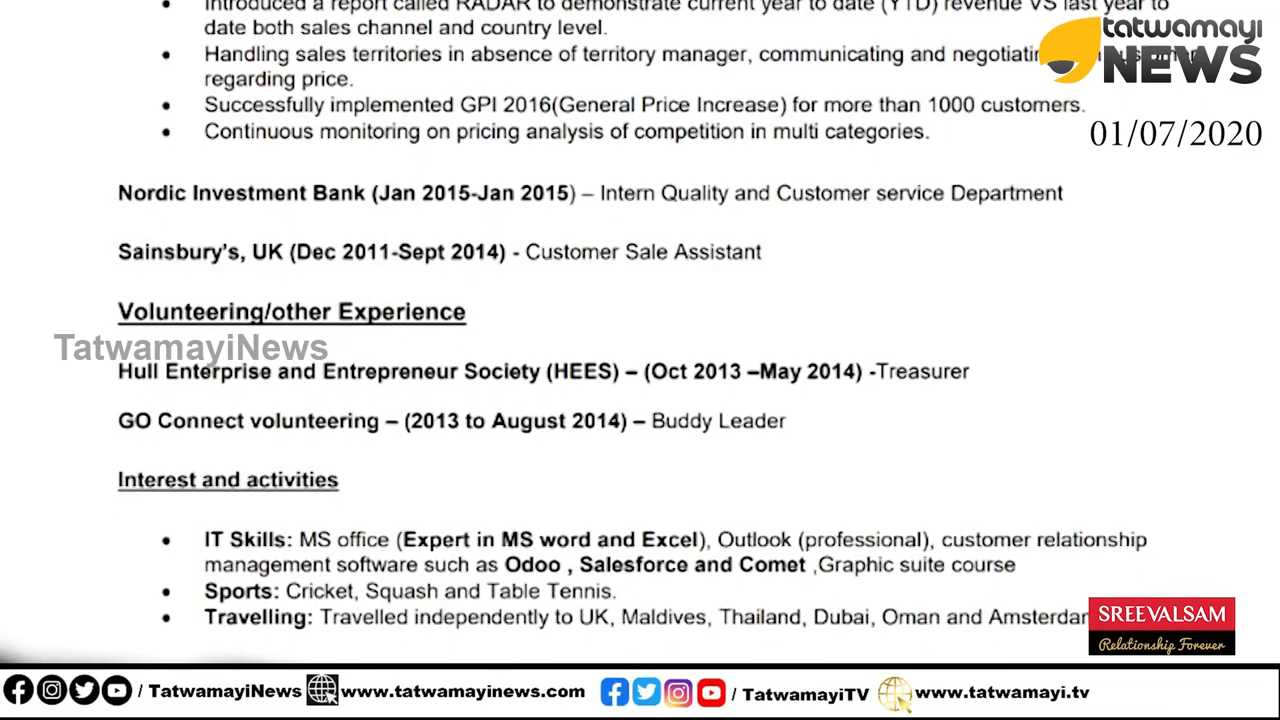 Introduced a report called RADAR to demonstrate current year to date (YTD) revenue VS last year to
date both sales channel and country level.
tatwamayi
NEWS
Handling sales territories in absence of territory manager, communicating and
regarding price.
Successfully implemented GPI 2016(General Price Increase) for more than 1000 customers.
Continuous monitoring on pricing analysis of competition in multi categories.
01/07/2020
Nordic Investment Bank (Jan 2015-Jan 2015) – Intern Quality and Customer service Department
Sainsbury's, UK (Dec 2011-Sept 2014) - Customer Sale Assistant
Volunteering/other Experience
TatwamayiNews
Hull Enterprise and Entrepreneur Society (HEES) – (Oct 2013 –May 2014) -Treasurer
GO Connect volunteering – (2013 to August 2014) – Buddy Leader
Interest and activities
IT Skills: MS office (Expert in MS word and Excel), Outlook (professional), customer relationship
management software such as Odoo , Salesforce and Comet ,Graphic suite course
Sports: Cricket, Squash and Table Tennis.
Travelling: Travelled independently to UK, Maldives, Thailand, Dubai, Oman and
SREEVALSAM
Relationship Forever
/ TatwamayiNews www.tatwamayinews.com / TatwamayiTV www.tatwamayi.tv